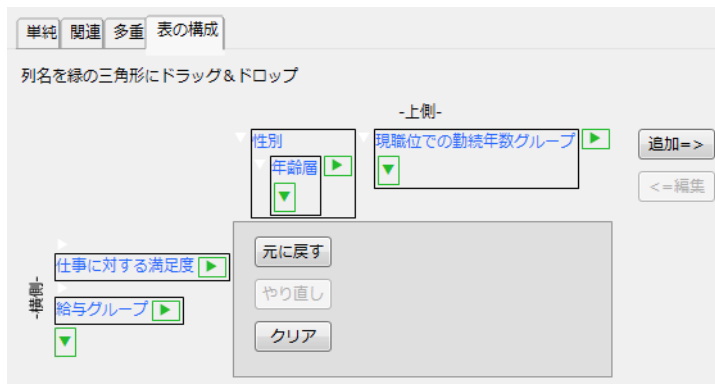 単純 関連 多重 表の構成
列名を緑の三角形にドラッグ&ドロップ
-上側-
性別 現職位での勤続年数グループ 追加=>
年齢層
<=編集
元に戻す
仕事に対する満足度
やり直し
-横側-
給与グループ
クリア